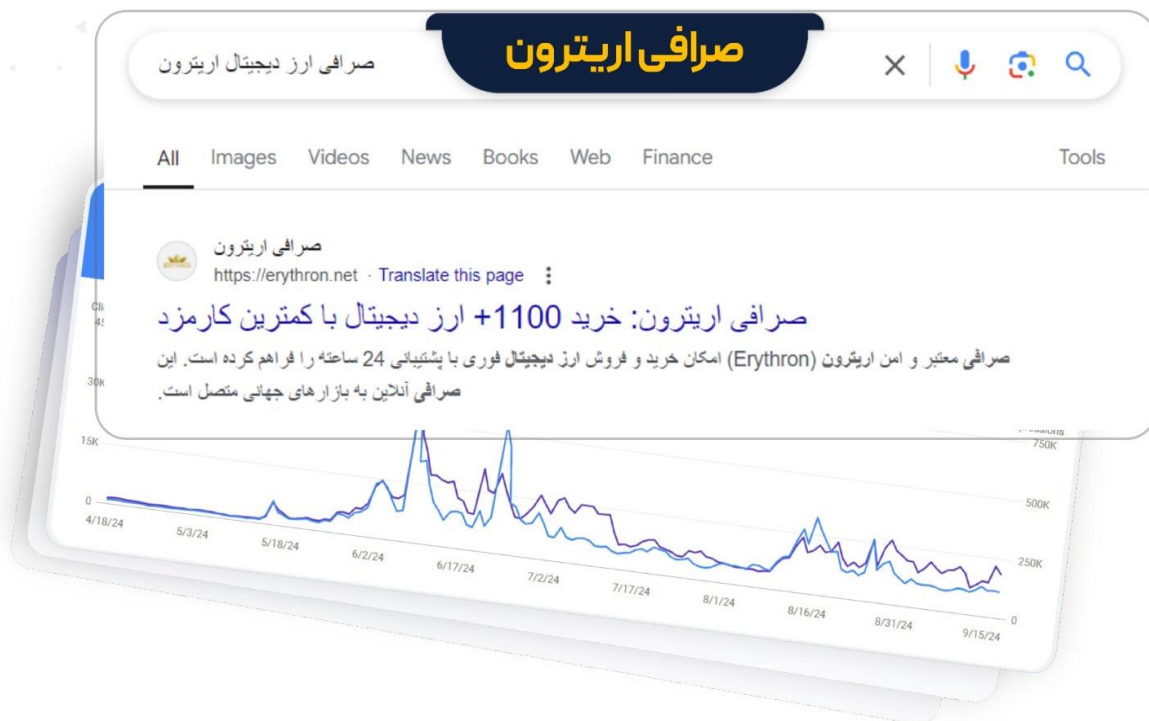 صرافی اریترون
صرافی ارز دیجیتال اریترون
All Images Videos News Books Web Finance Tools
صرافی اریترون
https://erythron.net · Translate this page
صرافی اریترون: خرید 1100+ ارز دیجیتال با کمترین کارمزد
صرافی معتبر و امن اریترون (Erythron) امکان خرید و فروش ارز دیجیتال فوری با پشتیبانی 24 ساعته را فراهم کرده است. این
صرافی آنلاین به بازارهای جهانی متصل است.
30K
15K
0
750K
500K
250K
0
4/18/24 5/3/24 5/18/24 6/2/24 6/17/24 7/2/24 7/17/24 8/1/24 8/16/24 8/31/24 9/15/24